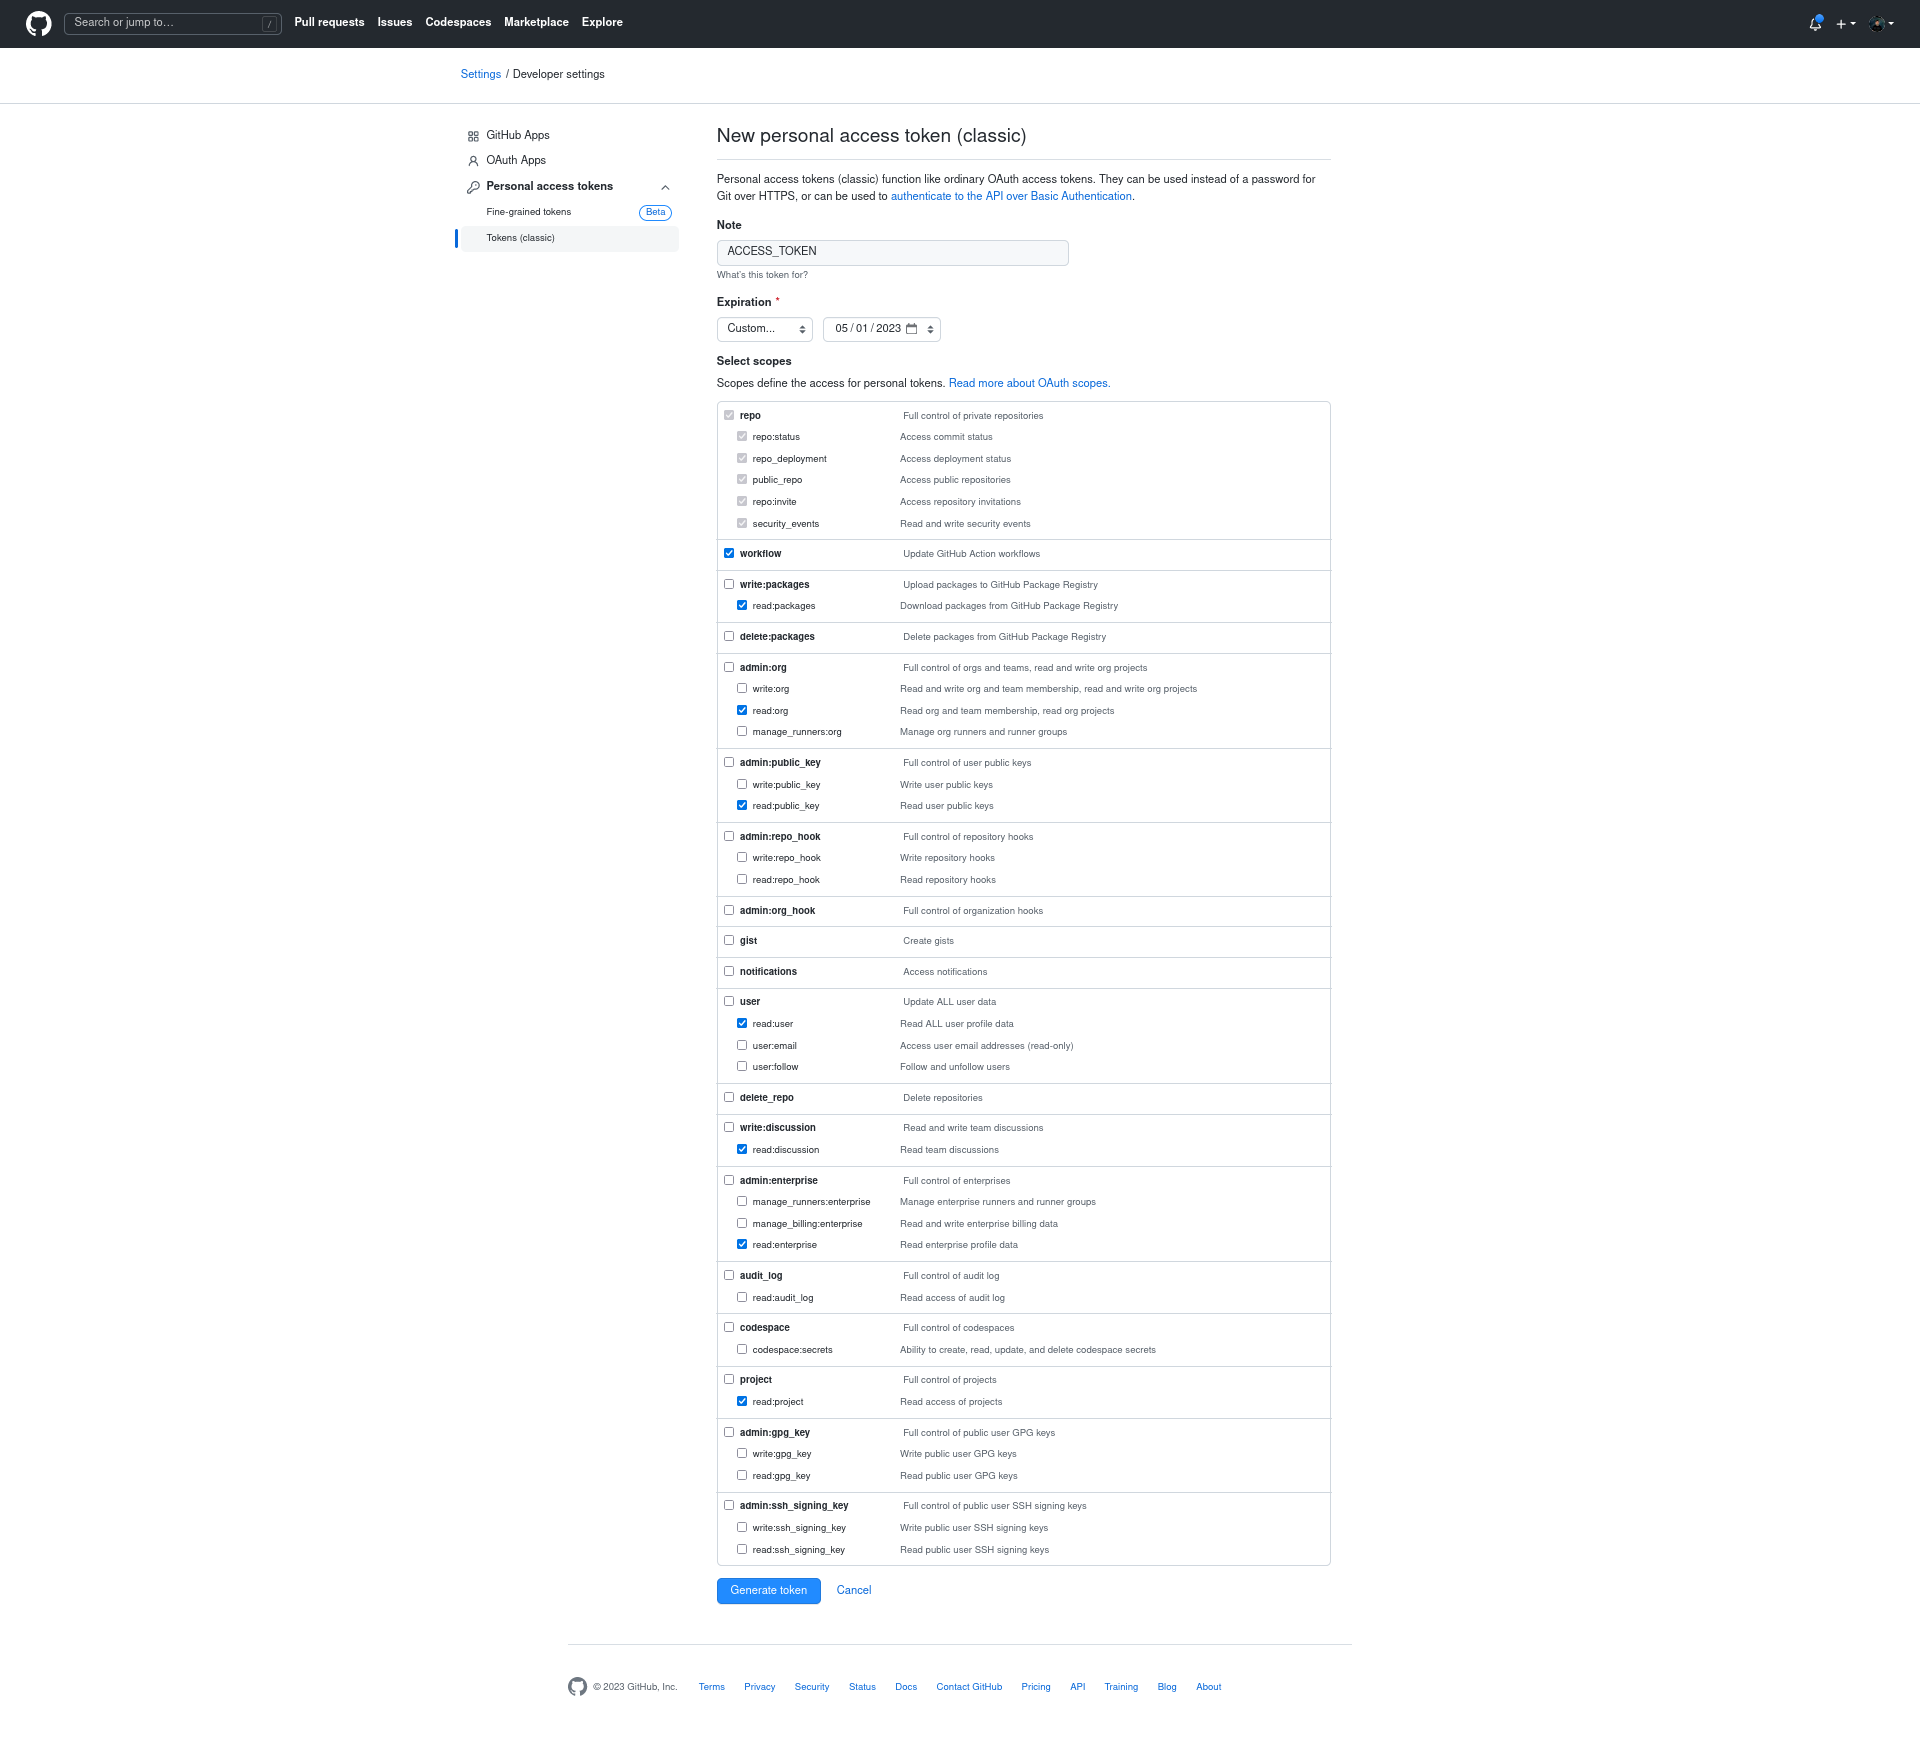 Search or jump to… /
Pull requests Issues Codespaces Marketplace Explore
Settings / Developer settings
GitHub Apps
OAuth Apps
Personal access tokens
Fine-grained tokens Beta
Tokens (classic)
New personal access token (classic)
Personal access tokens (classic) function like ordinary OAuth access tokens. They can be used instead of a password for
Git over HTTPS, or can be used to authenticate to the API over Basic Authentication.
Note
ACCESS_TOKEN
What's this token for?
Expiration *
Custom... 05 / 01 / 2023
Select scopes
Scopes define the access for personal tokens. Read more about OAuth scopes.
repo Full control of private repositories
repo:status Access commit status
repo_deployment Access deployment status
public_repo Access public repositories
repo:invite Access repository invitations
security_events Read and write security events
workflow Update GitHub Action workflows
write:packages Upload packages to GitHub Package Registry
read:packages Download packages from GitHub Package Registry
delete:packages Delete packages from GitHub Package Registry
admin:org Full control of orgs and teams, read and write org projects
write:org Read and write org and team membership, read and write org projects
read:org Read org and team membership, read org projects
manage_runners:org Manage org runners and runner groups
admin:public_key Full control of user public keys
write:public_key Write user public keys
read:public_key Read user public keys
admin:repo_hook Full control of repository hooks
write:repo_hook Write repository hooks
read:repo_hook Read repository hooks
admin:org_hook Full control of organization hooks
gist Create gists
notifications Access notifications
user Update ALL user data
read:user Read ALL user profile data
user:email Access user email addresses (read-only)
user:follow Follow and unfollow users
delete_repo Delete repositories
write:discussion Read and write team discussions
read:discussion Read team discussions
admin:enterprise Full control of enterprises
manage_runners:enterprise Manage enterprise runners and runner groups
manage_billing:enterprise Read and write enterprise billing data
read:enterprise Read enterprise profile data
audit_log Full control of audit log
read:audit_log Read access of audit log
codespace Full control of codespaces
codespace:secrets Ability to create, read, update, and delete codespace secrets
project Full control of projects
read:project Read access of projects
admin:gpg_key Full control of public user GPG keys
write:gpg_key Write public user GPG keys
read:gpg_key Read public user GPG keys
admin:ssh_signing_key Full control of public user SSH signing keys
write:ssh_signing_key Write public user SSH signing keys
read:ssh_signing_key Read public user SSH signing keys
Generate token Cancel
© 2023 GitHub, Inc. Terms Privacy Security Status Docs Contact GitHub Pricing API Training Blog About